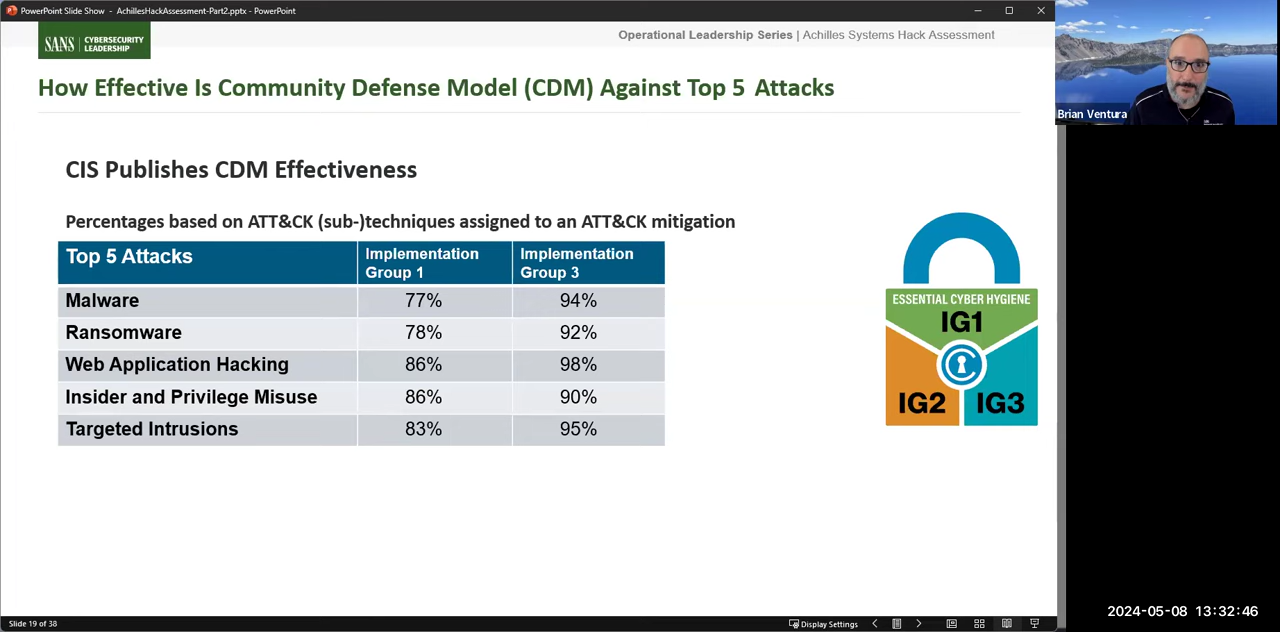 PowerPoint Slide Show - AchillesHackAssessment-Part2.pptx - PowerPoint
SANS | CYBERSECURITY LEADERSHIP
Operational Leadership Series | Achilles Systems Hack Assessment
How Effective Is Community Defense Model (CDM) Against Top 5 Attacks
Brian Ventura
CIS Publishes CDM Effectiveness
Percentages based on ATT&CK (sub-)techniques assigned to an ATT&CK mitigation
Top 5 Attacks Implementation Group 1 Implementation Group 3
Malware 77% 94%
Ransomware 78% 92%
Web Application Hacking 86% 98%
Insider and Privilege Misuse 86% 90%
Targeted Intrusions 83% 95%
ESSENTIAL CYBER HYGIENE
IG1
IG2 IG3
2024-05-08 13:32:46
Slide 19 of 38
Display Settings